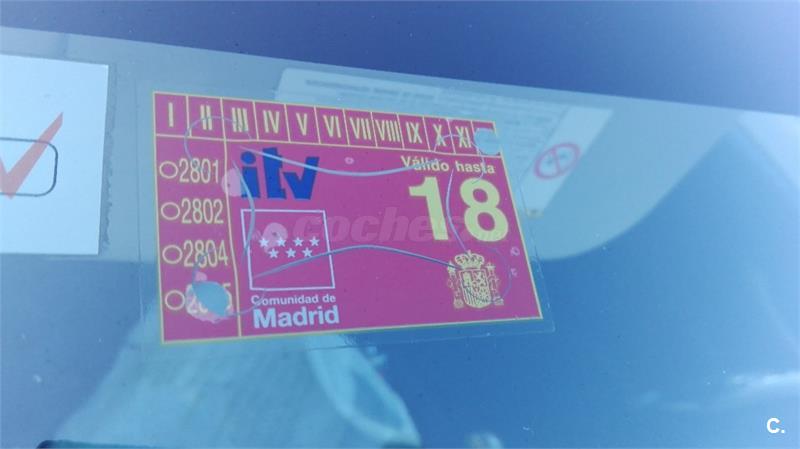 I II III IV V VI VII VIII IX X XI
2801
2802
2804
itv
Válido hasta
18
coches
Comunidad de
Madrid
C.